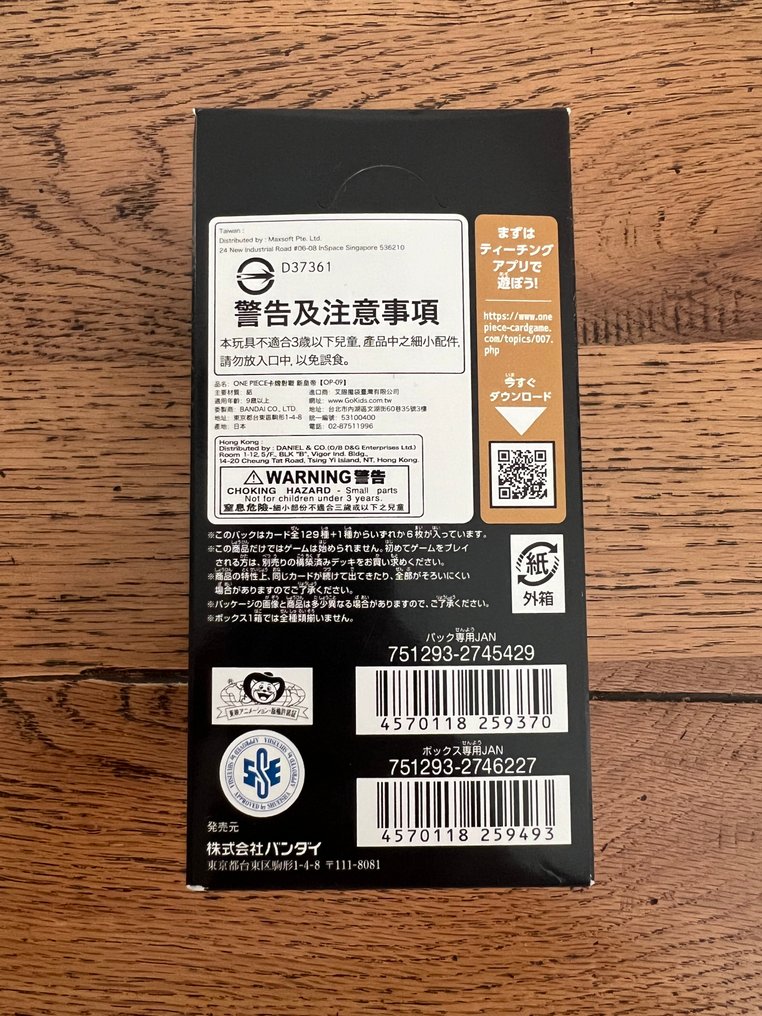 Taiwan :
Distributed by : Maxsoft Pte. Ltd.
24 New Industrial Road #06-08 InSpace Singapore 536210
D37361
警告及注意事項
本玩具不適合3歲以下兒童, 產品中之細小配件,
請勿放入口中, 以免誤食。
品名: ONE PIECE卡牌對戰 新皇帝【OP-09】
主要材質: 紙
適用年齡: 9歲以上
委製商: BANDAI CO., LTD.
地址: 東京都台東區駒形1-4-8
產地: 日本
進口商: 艾賜魔袋臺灣有限公司
網址: www.GoKids.com.tw
地址: 台北市內湖區文湖街60巷35號3樓
統一編號: 53100400
電話: 02-87511996
Hong Kong :
Distributed by : DANIEL & CO.(O/B D&G Enterprises Ltd.)
Room 1-12, 5/F., BLK "B", Vigor Ind. Bldg.,
14-20 Cheung Tat Road, Tsing Yi Island, NT, Hong Kong.
WARNING 警告
CHOKING HAZARD - Small parts
Not for children under 3 years.
窒息危險-細小部份不適合三歲或以下之兒童
まずは
ティーチング
アプリで
遊ぼう!
https://www.one
piece-cardgame.
com/topics/007.
php
今すぐ
ダウンロード
※このパックはカード全129種+1種からいずれか6枚が入っています。
※この商品だけではゲームは始められません。初めてゲームをプレイ
される方は、別売りの構築済みデッキをお買い求めください。
※商品の特性上、同じカードが続けて出てきたり、全部がそろいにくい
場合がありますのでご了承ください。
※パッケージの画像と商品は多少異なる場合がありますので、ご了承ください。
※ボックス1箱では全種類揃いません。
紙
外箱
パック専用JAN
751293-2745429
4570118 259370
ボックス専用JAN
751293-2746227
4570118 259493
東映アニメーション・版権許諾証
APPROVED by SHUEISHA
発売元
株式会社バンダイ
東京都台東区駒形1-4-8 〒111-8081